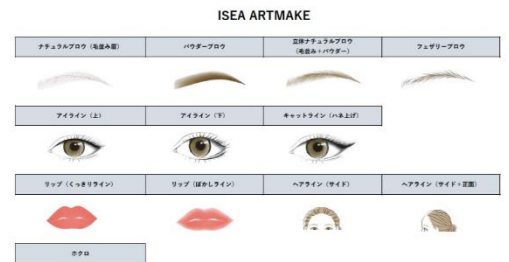 ISEA ARTMAKE
ナチュラルブロウ（毛並み眉）
パウダーブロウ
立体ナチュラルブロウ
（毛並み＋パウダー）
フェザリーブロウ
アイライン（上）
アイライン（下）
キャットライン（ハネ上げ）
リップ（くっきりライン）
リップ（ぼかしライン）
ヘアライン（サイド）
ヘアライン（サイド＋正面）
ホクロ